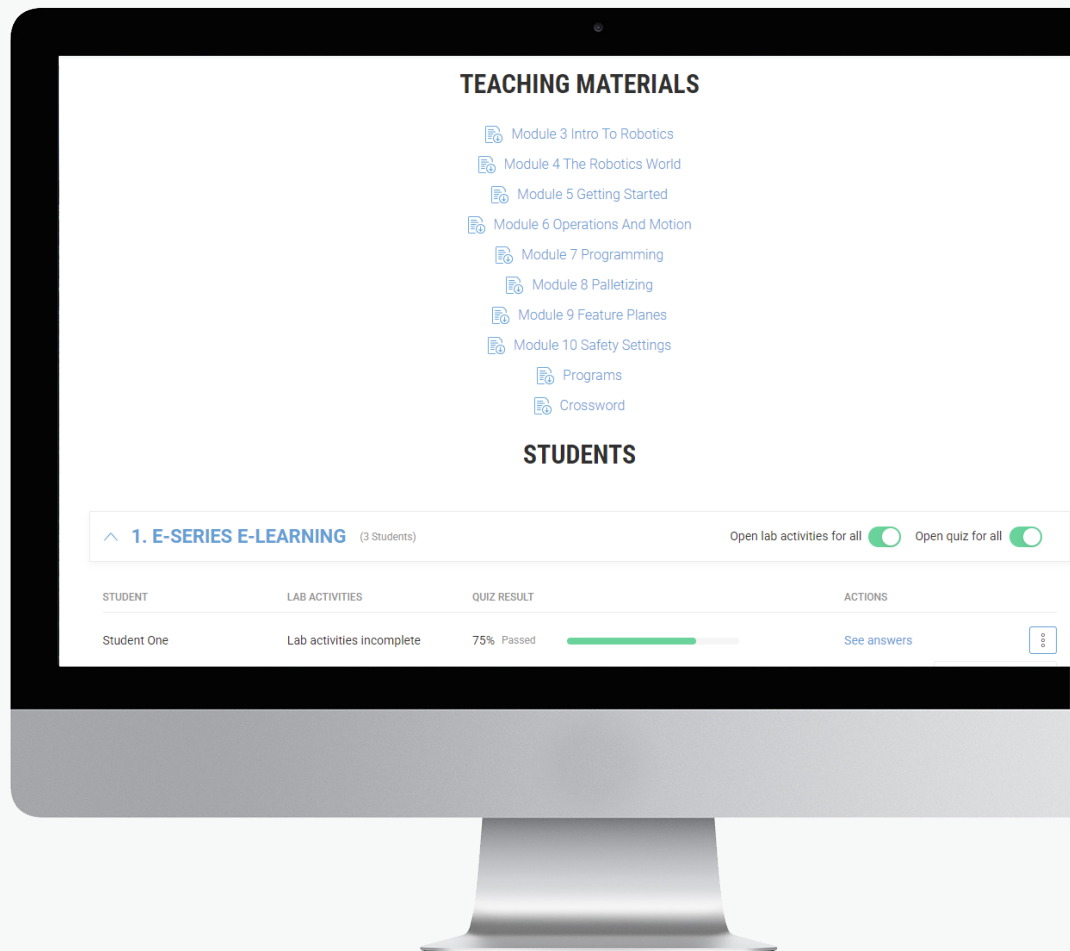 TEACHING MATERIALS
Module 3 Intro To Robotics
Module 4 The Robotics World
Module 5 Getting Started
Module 6 Operations And Motion
Module 7 Programming
Module 8 Palletizing
Module 9 Feature Planes
Module 10 Safety Settings
Programs
Crossword
STUDENTS
1. E-SERIES E-LEARNING (3 Students) Open lab activities for all Open quiz for all
STUDENT LAB ACTIVITIES QUIZ RESULT ACTIONS
Student One Lab activities incomplete 75% Passed See answers